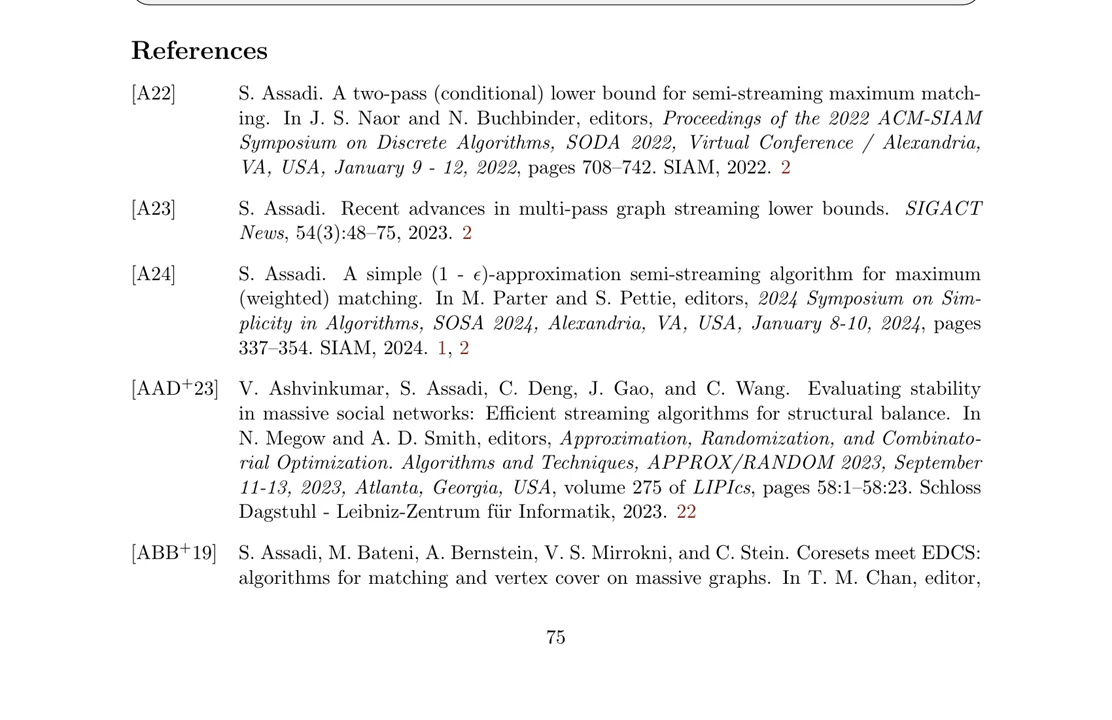 References
[A22] S. Assadi. A two-pass (conditional) lower bound for semi-streaming maximum match-
ing. In J. S. Naor and N. Buchbinder, editors, Proceedings of the 2022 ACM-SIAM
Symposium on Discrete Algorithms, SODA 2022, Virtual Conference / Alexandria,
VA, USA, January 9 - 12, 2022, pages 708–742. SIAM, 2022. 2
[A23] S. Assadi. Recent advances in multi-pass graph streaming lower bounds. SIGACT
News, 54(3):48–75, 2023. 2
[A24] S. Assadi. A simple (1 - ϵ)-approximation semi-streaming algorithm for maximum
(weighted) matching. In M. Parter and S. Pettie, editors, 2024 Symposium on Sim-
plicity in Algorithms, SOSA 2024, Alexandria, VA, USA, January 8-10, 2024, pages
337–354. SIAM, 2024. 1, 2
[AAD+23] V. Ashvinkumar, S. Assadi, C. Deng, J. Gao, and C. Wang. Evaluating stability
in massive social networks: Efficient streaming algorithms for structural balance. In
N. Megow and A. D. Smith, editors, Approximation, Randomization, and Combinato-
rial Optimization. Algorithms and Techniques, APPROX/RANDOM 2023, September
11-13, 2023, Atlanta, Georgia, USA, volume 275 of LIPIcs, pages 58:1–58:23. Schloss
Dagstuhl - Leibniz-Zentrum für Informatik, 2023. 22
[ABB+19] S. Assadi, M. Bateni, A. Bernstein, V. S. Mirrokni, and C. Stein. Coresets meet EDCS:
algorithms for matching and vertex cover on massive graphs. In T. M. Chan, editor,
75